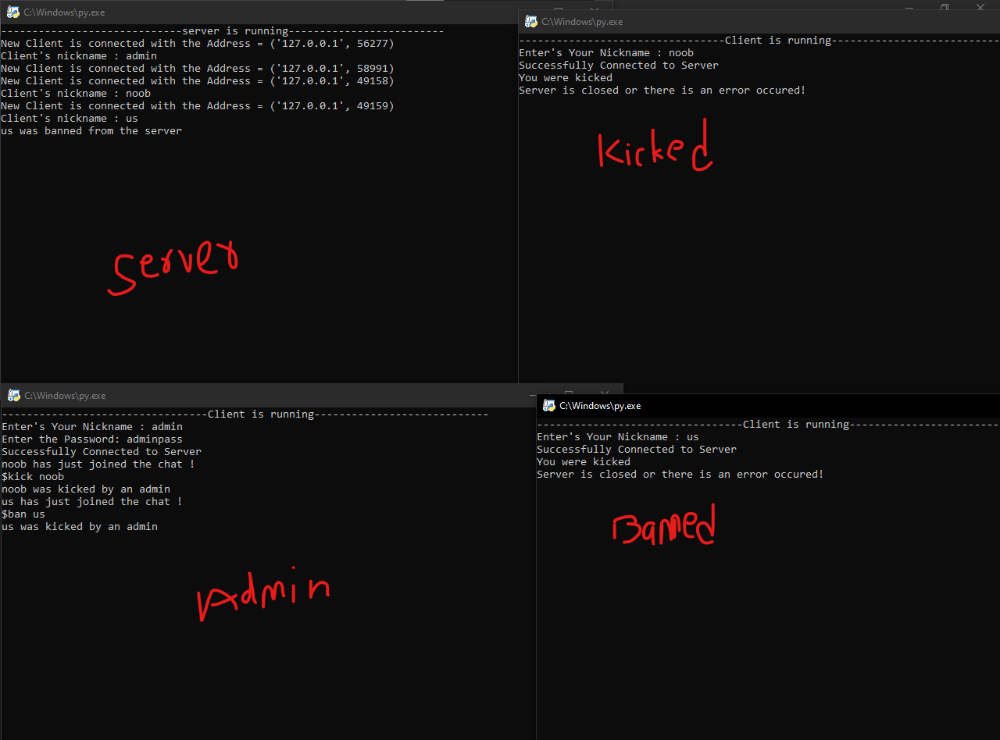 C:\Windows\py.exe
-----------------------------server is running-------------------------
New Client is connected with the Address = ('127.0.0.1', 56277)
Client's nickname : admin
New Client is connected with the Address = ('127.0.0.1', 58991)
New Client is connected with the Address = ('127.0.0.1', 49158)
Client's nickname : noob
New Client is connected with the Address = ('127.0.0.1', 49159)
Client's nickname : us
us was banned from the server
Server
C:\Windows\py.exe
---------------------------------Client is running---------------------------
Enter's Your Nickname : noob
Successfully Connected to Server
You were kicked
Server is closed or there is an error occured!
Kicked
C:\Windows\py.exe
---------------------------------Client is running----------------------------
Enter's Your Nickname : admin
Enter the Password: adminpass
Successfully Connected to Server
noob has just joined the chat !
$kick noob
noob was kicked by an admin
us has just joined the chat !
$ban us
us was kicked by an admin
Admin
C:\Windows\py.exe
---------------------------------Client is running------------------------
Enter's Your Nickname : us
Successfully Connected to Server
You were kicked
Server is closed or there is an error occured!
Banned